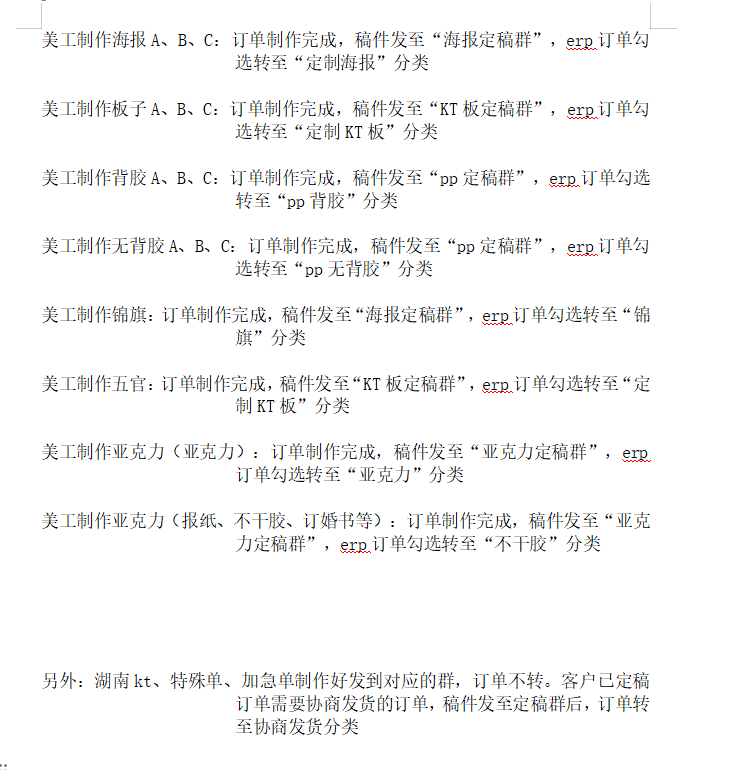 美工制作海报 A、B、C：订单制作完成，稿件发至“海报定稿群”，erp 订单勾
选转至“定制海报”分类
美工制作板子 A、B、C：订单制作完成，稿件发至“KT 板定稿群”，erp 订单勾
选转至“定制 KT 板”分类
美工制作背胶 A、B、C：订单制作完成，稿件发至“pp 定稿群”，erp 订单勾选
转至“pp 背胶”分类
美工制作无背胶 A、B、C：订单制作完成，稿件发至“pp 定稿群”，erp 订单勾
选转至“pp 无背胶”分类
美工制作锦旗：订单制作完成，稿件发至“海报定稿群”，erp 订单勾选转至“锦
旗”分类
美工制作五官：订单制作完成，稿件发至“KT 板定稿群”，erp 订单勾选转至“定
制 KT 板”分类
美工制作亚克力（亚克力）：订单制作完成，稿件发至“亚克力定稿群”，erp
订单勾选转至“亚克力”分类
美工制作亚克力（报纸、不干胶、订婚书等）：订单制作完成，稿件发至“亚克
力定稿群”，erp 订单勾选转至“不干胶”分类
另外：湖南 kt、特殊单、加急单制作好发到对应的群，订单不转。客户已定稿
订单需要协商发货的订单，稿件发至定稿群后，订单转
至协商发货分类